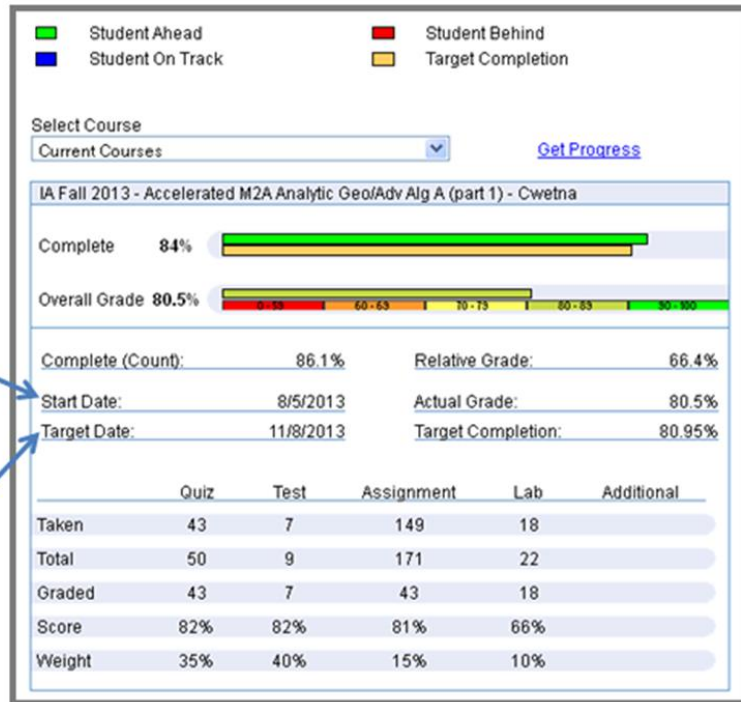 Student Ahead Student Behind
Student On Track Target Completion
Select Course
Current Courses Get Progress
IA Fall 2013 - Accelerated M2A Analytic Geo/Adv Alg A (part 1) - Cwetna
Complete 84%
Overall Grade 80.5%
0 - 59 60 - 69 70 - 79 80 - 89 90 - 100
Complete (Count): 86.1% Relative Grade: 66.4%
Start Date: 8/5/2013 Actual Grade: 80.5%
Target Date: 11/8/2013 Target Completion: 80.95%
Quiz Test Assignment Lab Additional
Taken 43 7 149 18
Total 50 9 171 22
Graded 43 7 43 18
Score 82% 82% 81% 66%
Weight 35% 40% 15% 10%